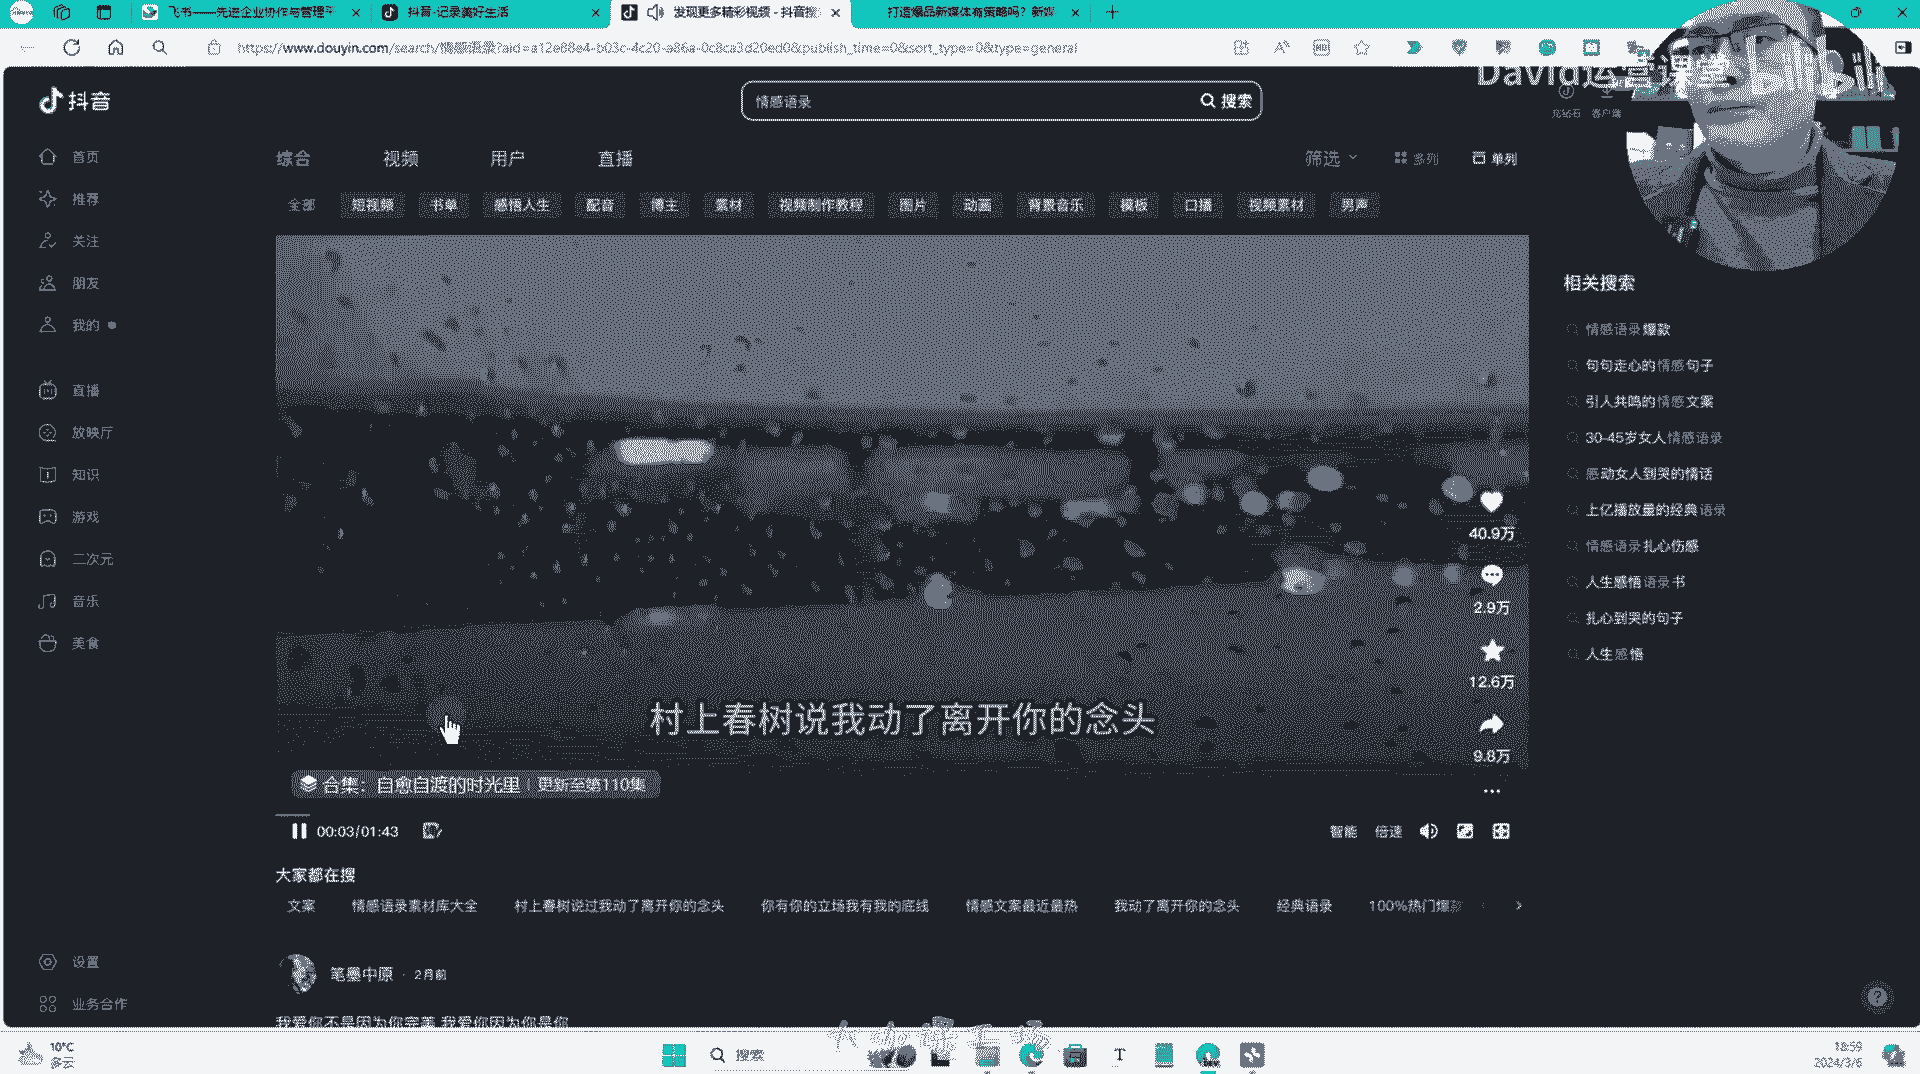 飞书——先进企业协作与管理平
抖音-记录美好生活
发现更多精彩视频 - 抖音搜
打造爆品新媒体有策略吗？新媒
https://www.douyin.com/search/情感语录?aid=a12e88e4-b03c-4c20-a86a-0c8ca3d20ed0&publish_time=0&sort_type=0&type=general
David运营课堂
bilibili
抖音
情感语录
搜索
充钻石
客户端
首页
推荐
关注
朋友
我的
直播
放映厅
知识
游戏
二次元
音乐
美食
设置
业务合作
综合
视频
用户
直播
筛选
多列
单列
全部
短视频
书单
感悟人生
配音
博主
素材
视频制作教程
图片
动画
背景音乐
模板
口播
视频素材
男声
40.9万
2.9万
12.6万
9.8万
村上春树说我动了离开你的念头
合集：自愈自渡的时光里 | 更新至第110集
00:03/01:43
智能
倍速
大家都在搜
文案
情感语录素材库大全
村上春树说过我动了离开你的念头
你有你的立场我有我的底线
情感文案最近最热
我动了离开你的念头
经典语录
100%热门爆款
笔墨中原 · 2月前
我爱你不是因为你完美 我爱你因为你是你
相关搜索
情感语录爆款
句句走心的情感句子
引人共鸣的情感文案
30-45岁女人情感语录
感动女人到哭的情话
上亿播放量的经典语录
情感语录扎心伤感
人生感悟语录书
扎心到哭的句子
人生感悟
10°C
多云
搜索
18:59
2024/3/6